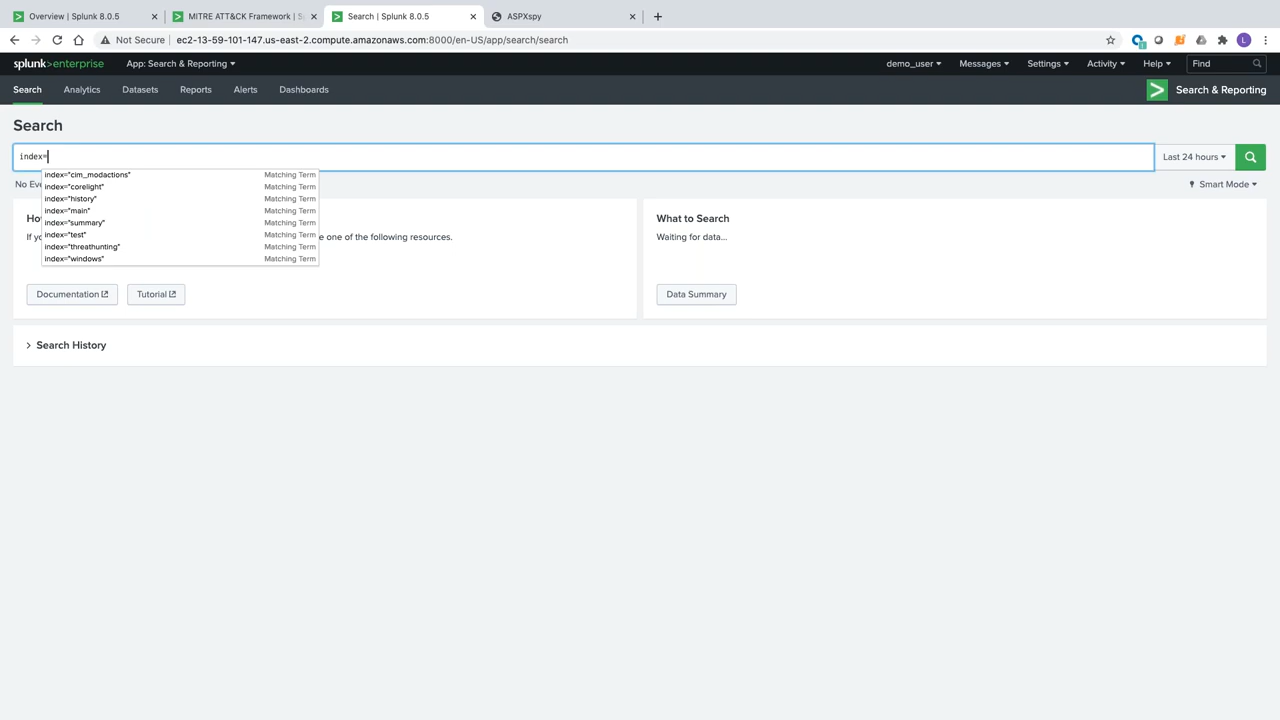 Overview | Splunk 8.0.5
MITRE ATT&CK Framework | S
Search | Splunk 8.0.5
ASPXspy
Not Secure
ec2-13-59-101-147.us-east-2.compute.amazonaws.com:8000/en-US/app/search/search
L
splunk>enterprise
App: Search & Reporting
demo_user
Messages
Settings
Activity
Help
Find
Search
Analytics
Datasets
Reports
Alerts
Dashboards
Search & Reporting
Search
index=
Last 24 hours
index="cim_modactions" Matching Term
index="corelight" Matching Term
index="history" Matching Term
index="main" Matching Term
index="summary" Matching Term
index="test" Matching Term
index="threathunting" Matching Term
index="windows" Matching Term
No Eve
Smart Mode
Ho
If yo
e one of the following resources.
Documentation
Tutorial
What to Search
Waiting for data...
Data Summary
Search History